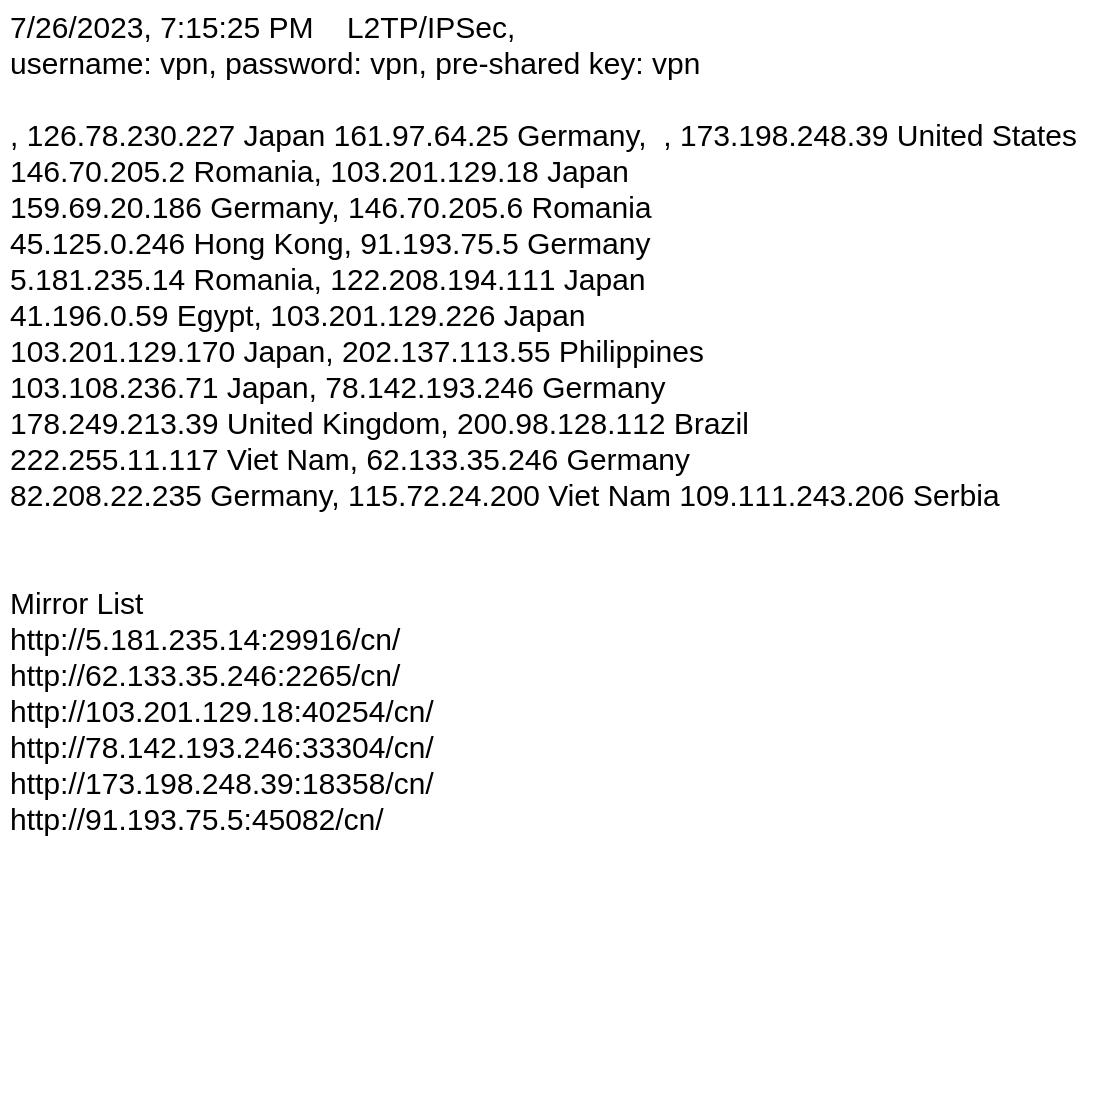 7/26/2023, 7:15:25 PM    L2TP/IPSec,
username: vpn, password: vpn, pre-shared key: vpn
, 126.78.230.227 Japan 161.97.64.25 Germany,  , 173.198.248.39 United States
146.70.205.2 Romania, 103.201.129.18 Japan
159.69.20.186 Germany, 146.70.205.6 Romania
45.125.0.246 Hong Kong, 91.193.75.5 Germany
5.181.235.14 Romania, 122.208.194.111 Japan
41.196.0.59 Egypt, 103.201.129.226 Japan
103.201.129.170 Japan, 202.137.113.55 Philippines
103.108.236.71 Japan, 78.142.193.246 Germany
178.249.213.39 United Kingdom, 200.98.128.112 Brazil
222.255.11.117 Viet Nam, 62.133.35.246 Germany
82.208.22.235 Germany, 115.72.24.200 Viet Nam 109.111.243.206 Serbia
Mirror List
http://5.181.235.14:29916/cn/
http://62.133.35.246:2265/cn/
http://103.201.129.18:40254/cn/
http://78.142.193.246:33304/cn/
http://173.198.248.39:18358/cn/
http://91.193.75.5:45082/cn/